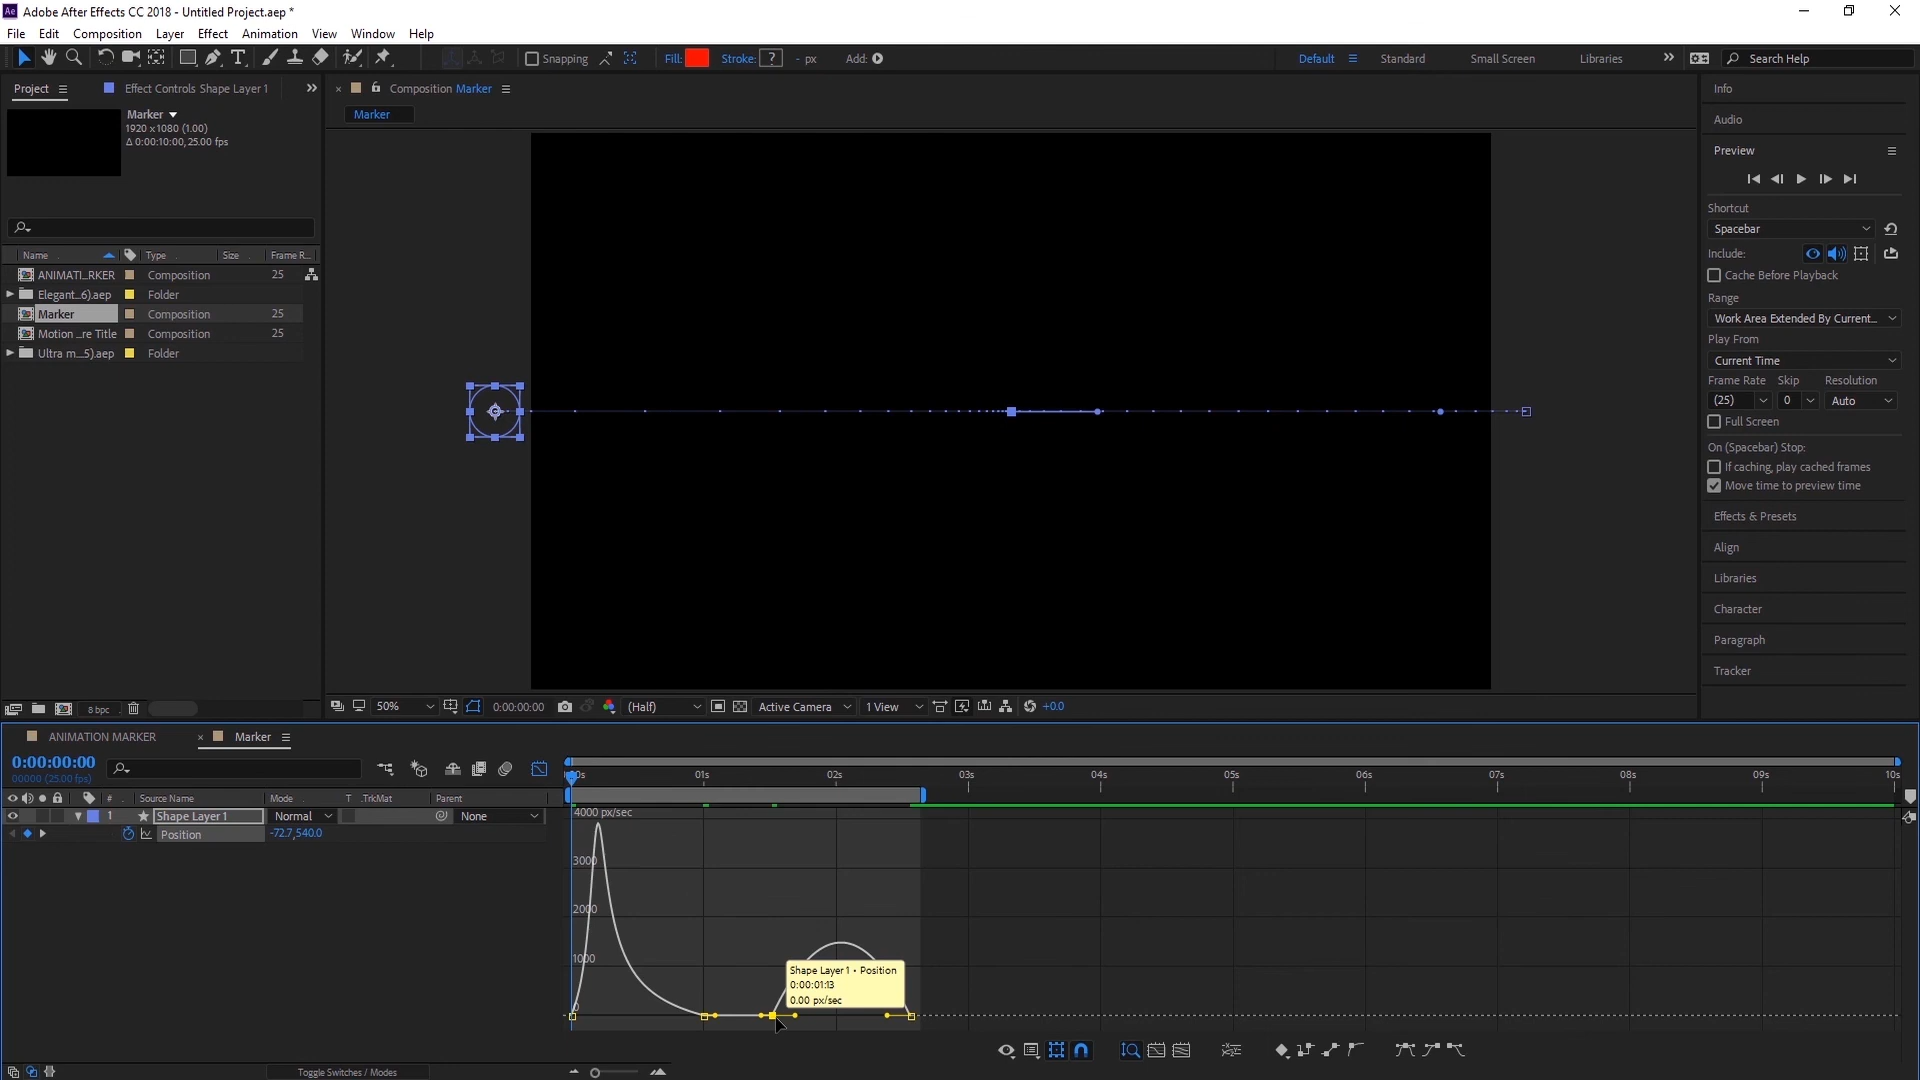 Adobe After Effects CC 2018 - Untitled Project.aep *
File Edit Composition Layer Effect Animation View Window Help
Snapping Fill: Stroke: ? - px Add: Default Standard Small Screen Libraries Search Help
Project Effect Controls Shape Layer 1 Composition Marker Info
Marker
1920 x 1080 (1.00)
Δ 0:00:10:00, 25.00 fps
Marker
Audio
Preview
Shortcut
Spacebar
Include:
Cache Before Playback
Range
Work Area Extended By Current...
Play From
Current Time
Frame Rate Skip Resolution
(25) 0 Auto
Full Screen
On (Spacebar) Stop:
If caching, play cached frames
Move time to preview time
Effects & Presets
Align
Libraries
Character
Paragraph
Tracker
Name Type Size Frame R...
ANIMATI...RKER Composition 25
Elegant...6).aep Folder
Marker Composition 25
Motion ...re Title Composition 25
Ultra m...5).aep Folder
8 bpc 50% 0:00:00:00 (Half) Active Camera 1 View +0.0
ANIMATION MARKER Marker
0:00:00:00
00000 (25.00 fps)
01s 02s 03s 04s 05s 06s 07s 08s 09s 10s
# Source Name Mode T .TrkMat Parent
1 Shape Layer 1 Normal None
Position -72.7,540.0
4000 px/sec
3000
2000
1000
0
Shape Layer 1 • Position
0:00:01:13
0.00 px/sec
Toggle Switches / Modes